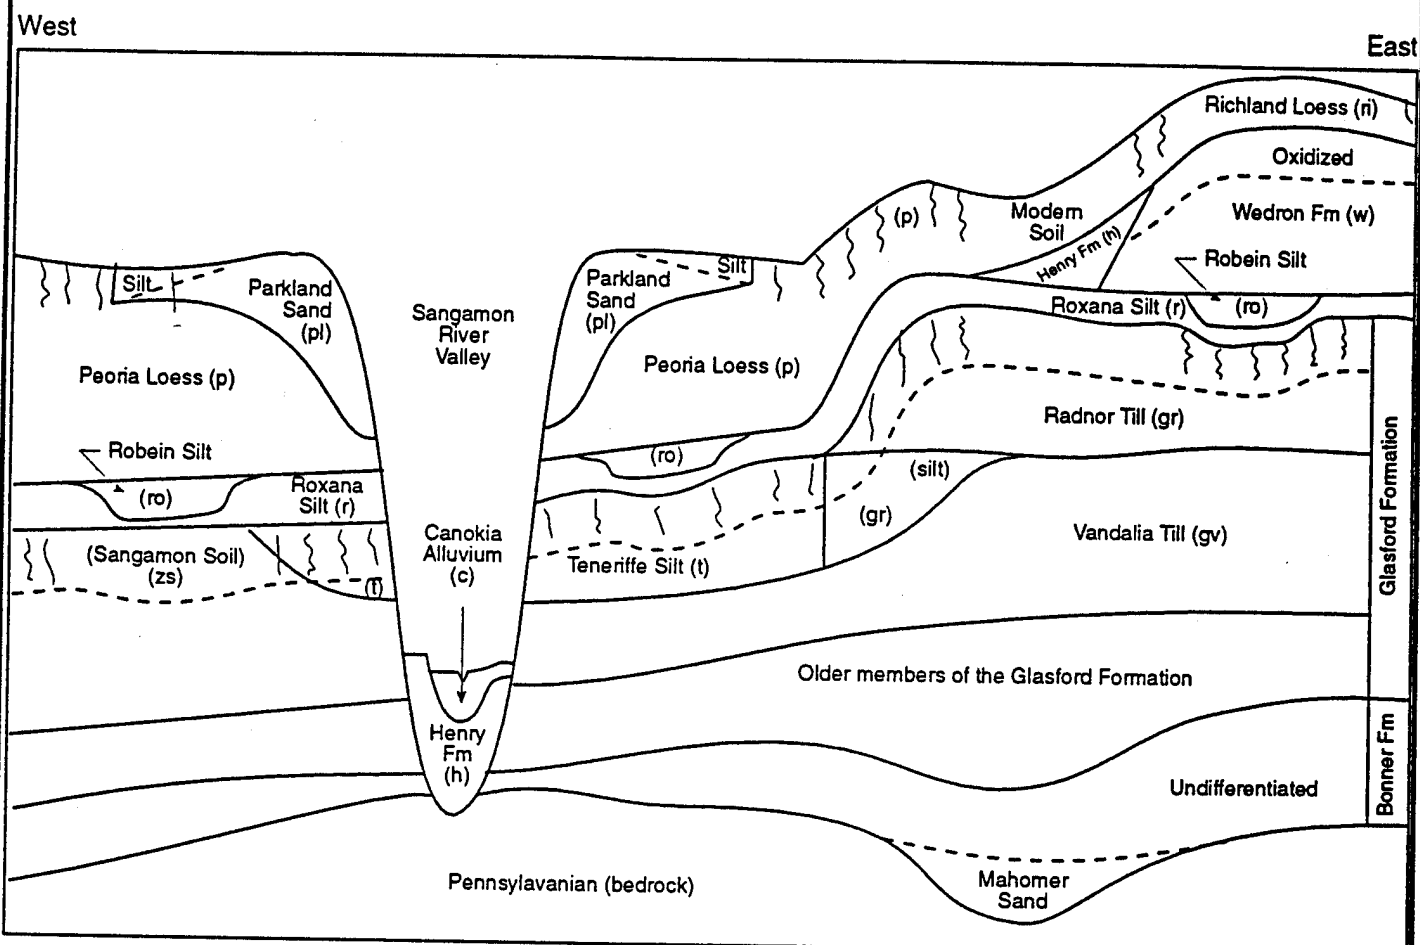 West
East
Richland Loess (ri)
Oxidized
Wedron Fm (w)
(p)
Modern
Soil
Henry Fm (h)
Robein Silt
Silt
Parkland
Sand
(pl)
Silt
Parkland
Sand
(pl)
Sangamon
River
Valley
Roxana Silt (r)
(ro)
Peoria Loess (p)
Peoria Loess (p)
Radnor Till (gr)
Robein Silt
(ro)
Roxana
Silt (r)
(ro)
(silt)
(gr)
Vandalia Till (gv)
Glasford Formation
(Sangamon Soil)
(zs)
(t)
Canokia
Alluvium
(c)
Teneriffe Silt (t)
Older members of the Glasford Formation
Henry
Fm
(h)
Undifferentiated
Bonner Fm
Pennsylavanian (bedrock)
Mahomer
Sand